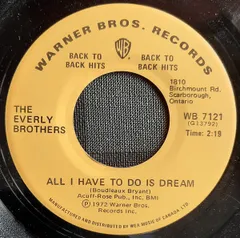 WARNER BROS. RECORDS
BACK TO
BACK HITS
WB
BACK TO
BACK HITS
1810
Birchmount Rd.
Scarborough,
Ontario
THE
EVERLY
BROTHERS
WB 7121
(G13792)
Time: 2:19
ALL I HAVE TO DO IS DREAM
(Boudleaux Bryant)
Acuff-Rose Pub., Inc. BMI
℗ 1972 Warner Bros.
Records Inc.
MANUFACTURED AND DISTRIBUTED BY WEA MUSIC OF CANADA, LTD.